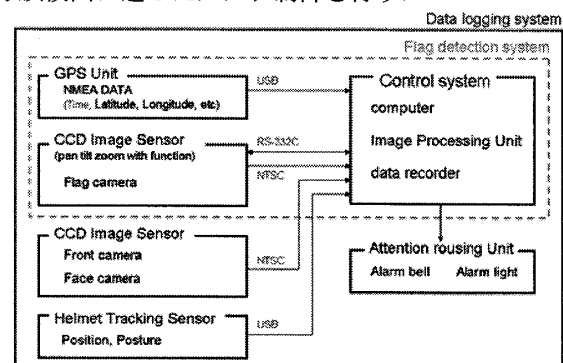 Data logging system
Flag detection system
GPS Unit
NMEA DATA
(Time, Latitude, Longitude, etc)
USB
CCD Image Sensor
(pan tilt zoom with function)
Flag camera
RS-232C
NTSC
Control system
computer
Image Processing Unit
data recorder
CCD Image Sensor
Front camera
Face camera
NTSC
Attention rousing Unit
Alarm bell Alarm light
Helmet Tracking Sensor
Position, Posture
USB